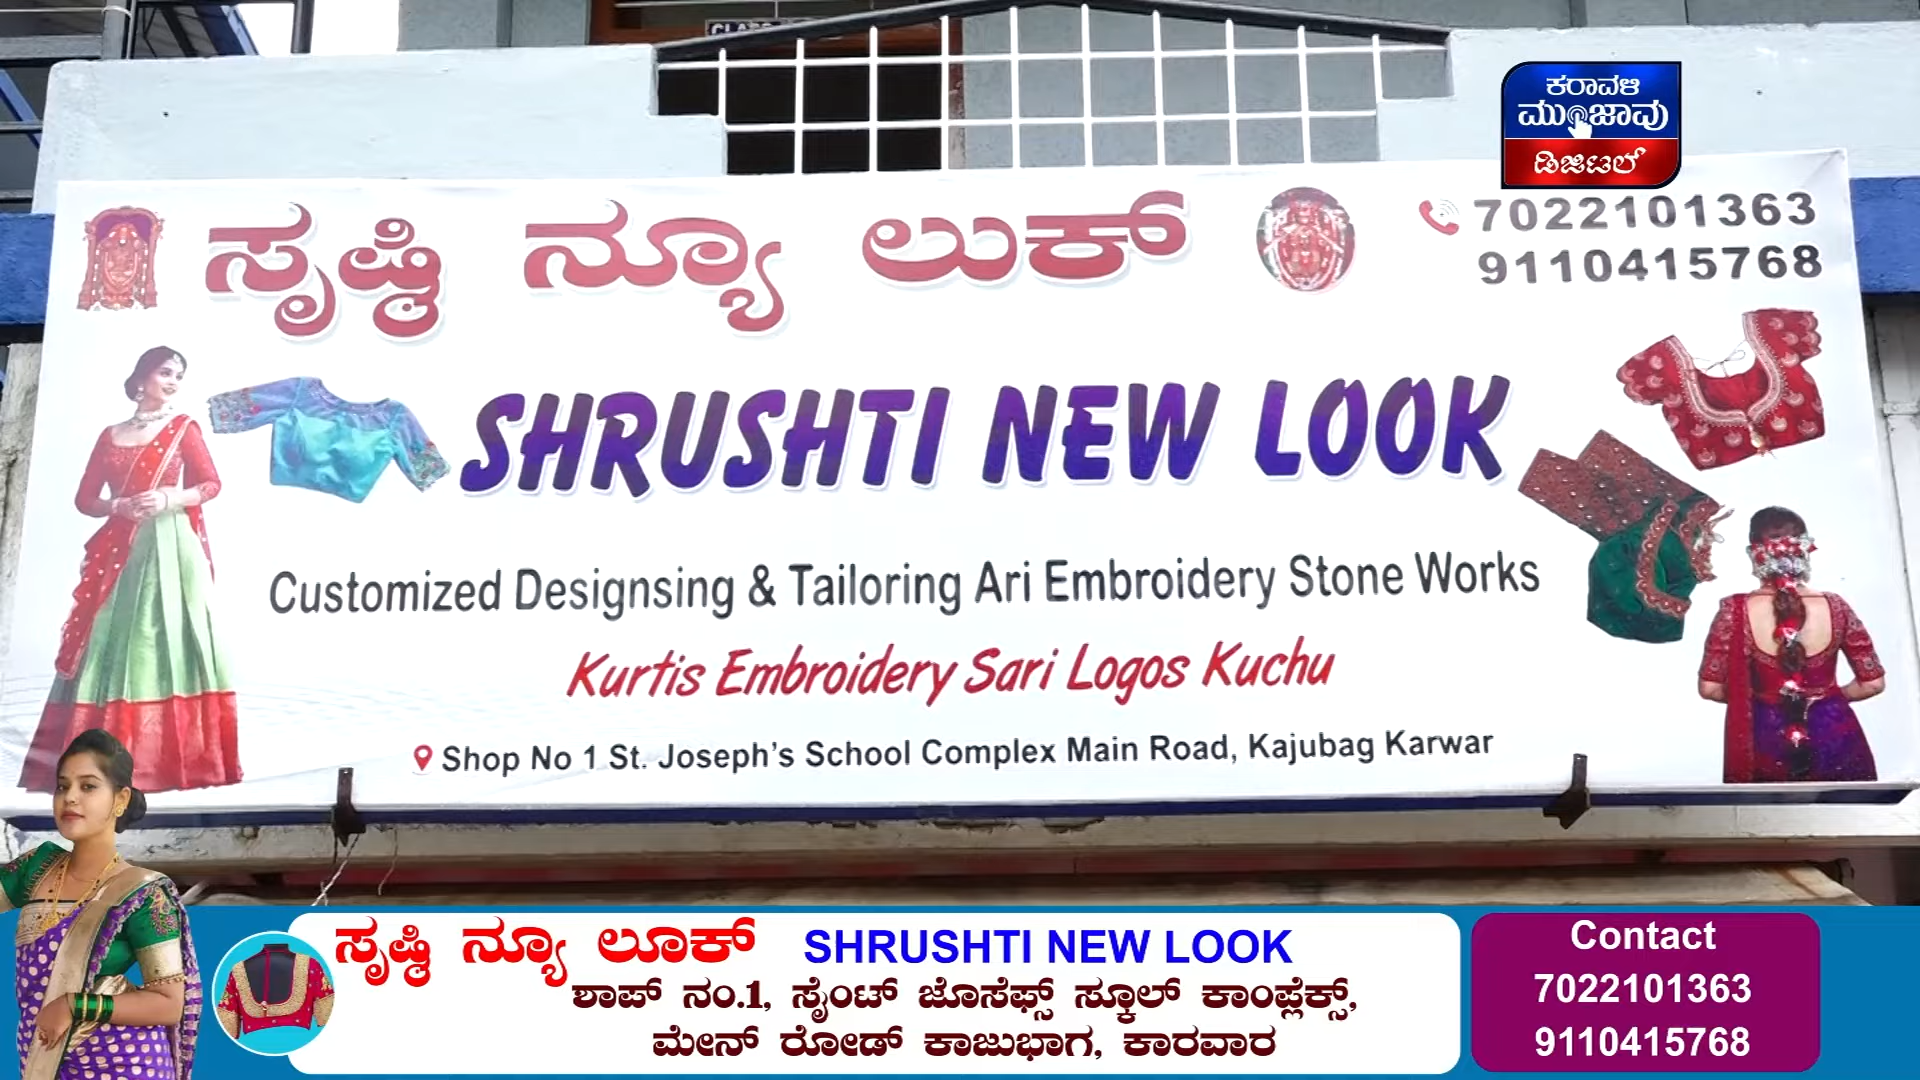 ಕರಾವಳಿ
ಮುಂಜಾವು
ಡಿಜಿಟಲ್
ಸೃಷ್ಠಿ ನ್ಯೂ ಲುಕ್
7022101363
9110415768
SHRUSHTI NEW LOOK
Customized Designsing & Tailoring Ari Embroidery Stone Works
Kurtis Embroidery Sari Logos Kuchu
Shop No 1 St. Joseph's School Complex Main Road, Kajubag Karwar
ಸೃಷ್ಠಿ ನ್ಯೂ ಲೂಕ್ SHRUSHTI NEW LOOK
ಶಾಪ್ ನಂ.1, ಸೈಂಟ್ ಜೊಸೆಫ್ಸ್ ಸ್ಕೂಲ್ ಕಾಂಪ್ಲೆಕ್ಸ್,
ಮೇನ್ ರೋಡ್ ಕಾಜುಭಾಗ, ಕಾರವಾರ
Contact
7022101363
9110415768